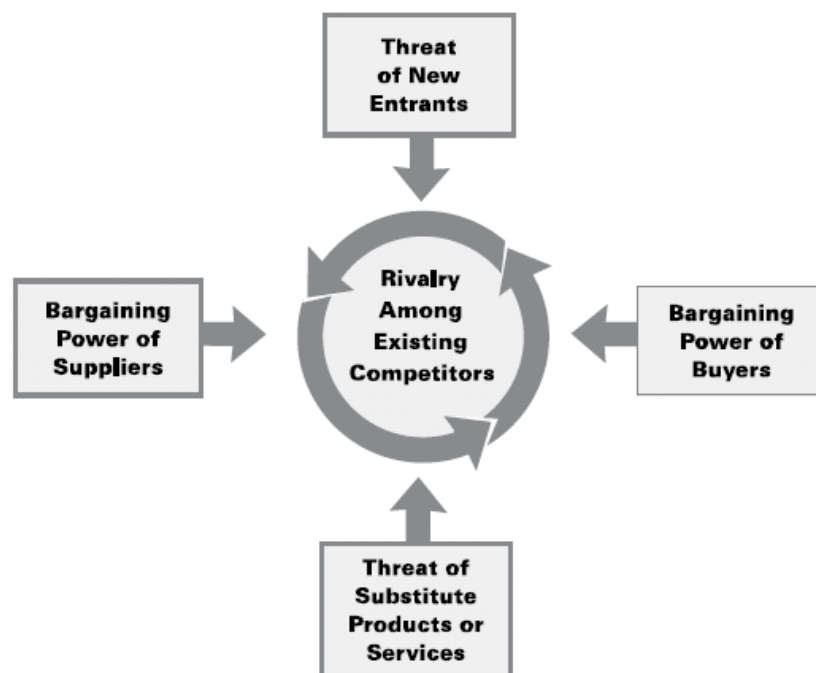 Threat
of New
Entrants
Rivalry
Among
Existing
Competitors
Bargaining
Power of
Suppliers
Bargaining
Power of
Buyers
Threat of
Substitute
Products or
Services